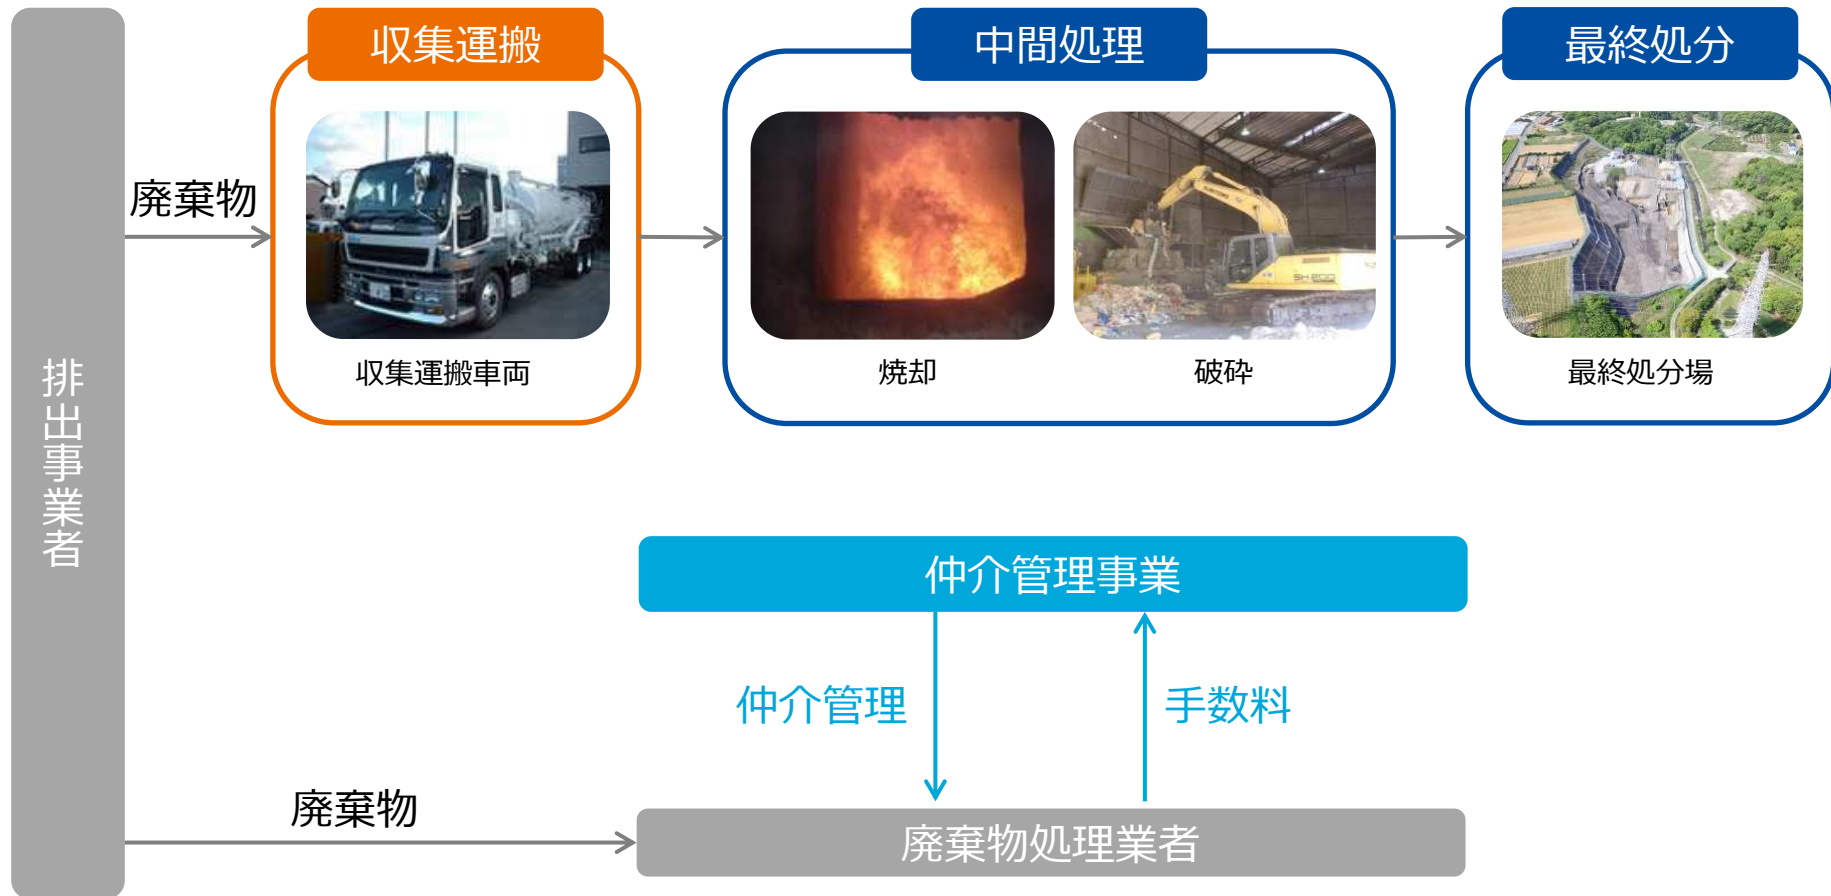 収集運搬
中間処理
最終処分
廃棄物
収集運搬車両
焼却
破砕
最終処分場
排出事業者
仲介管理事業
仲介管理
手数料
廃棄物
廃棄物処理業者
SH200